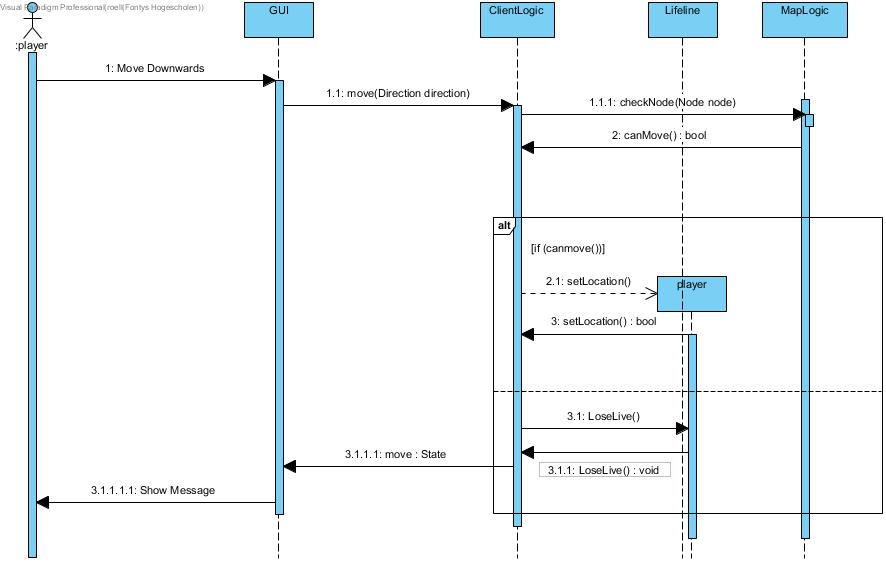 Visual Paradigm Professional(roell(Fontys Hogescholen))
GUI
ClientLogic
Lifeline
MapLogic
:player
1: Move Downwards
1.1: move(Direction direction)
1.1.1: checkNode(Node node)
2: canMove() : bool
alt
[if (canmove())]
2.1: setLocation()
player
3: setLocation() : bool
3.1: LoseLive()
3.1.1.1: move : State
3.1.1: LoseLive() : void
3.1.1.1.1: Show Message